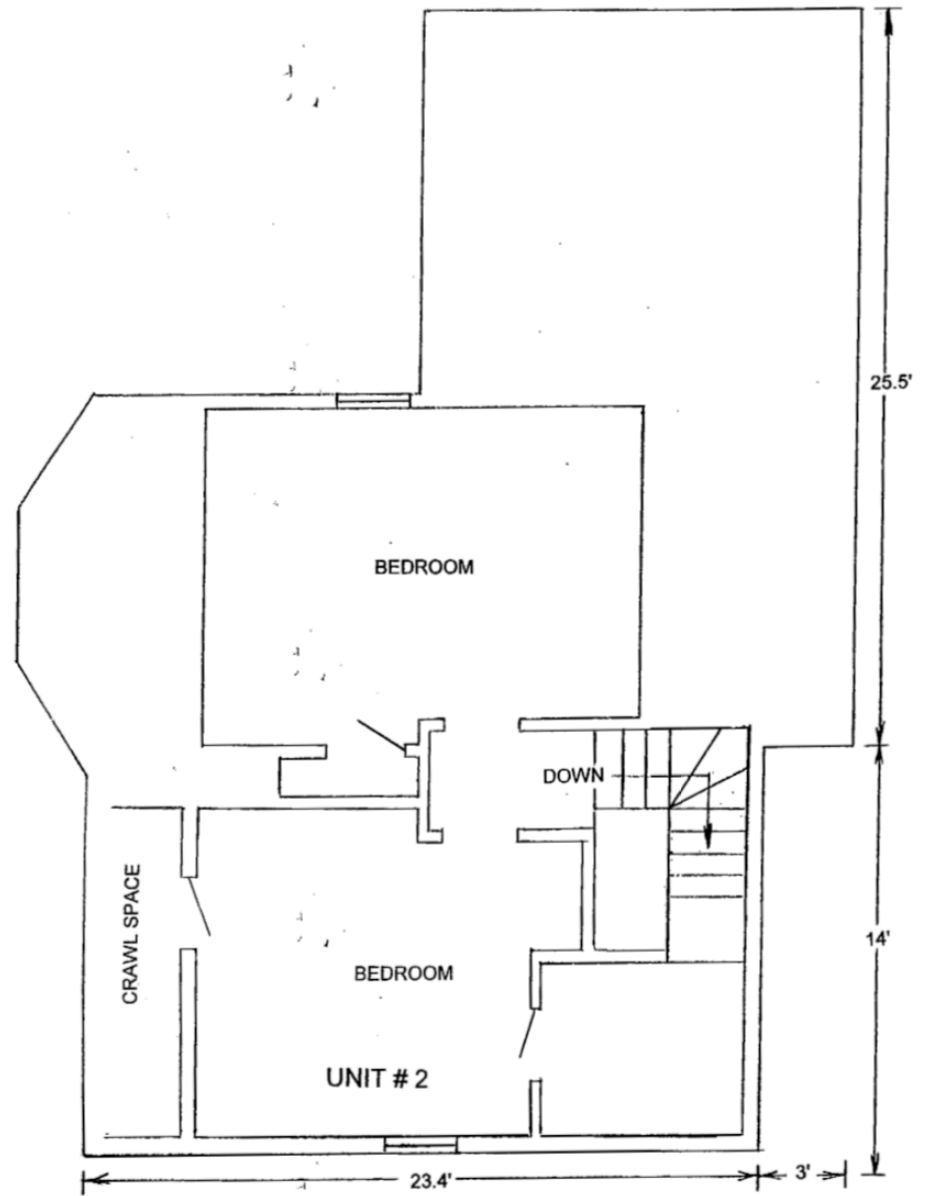 25.5'
BEDROOM
DOWN
CRAWL SPACE
14'
BEDROOM
UNIT # 2
23.4'
3'